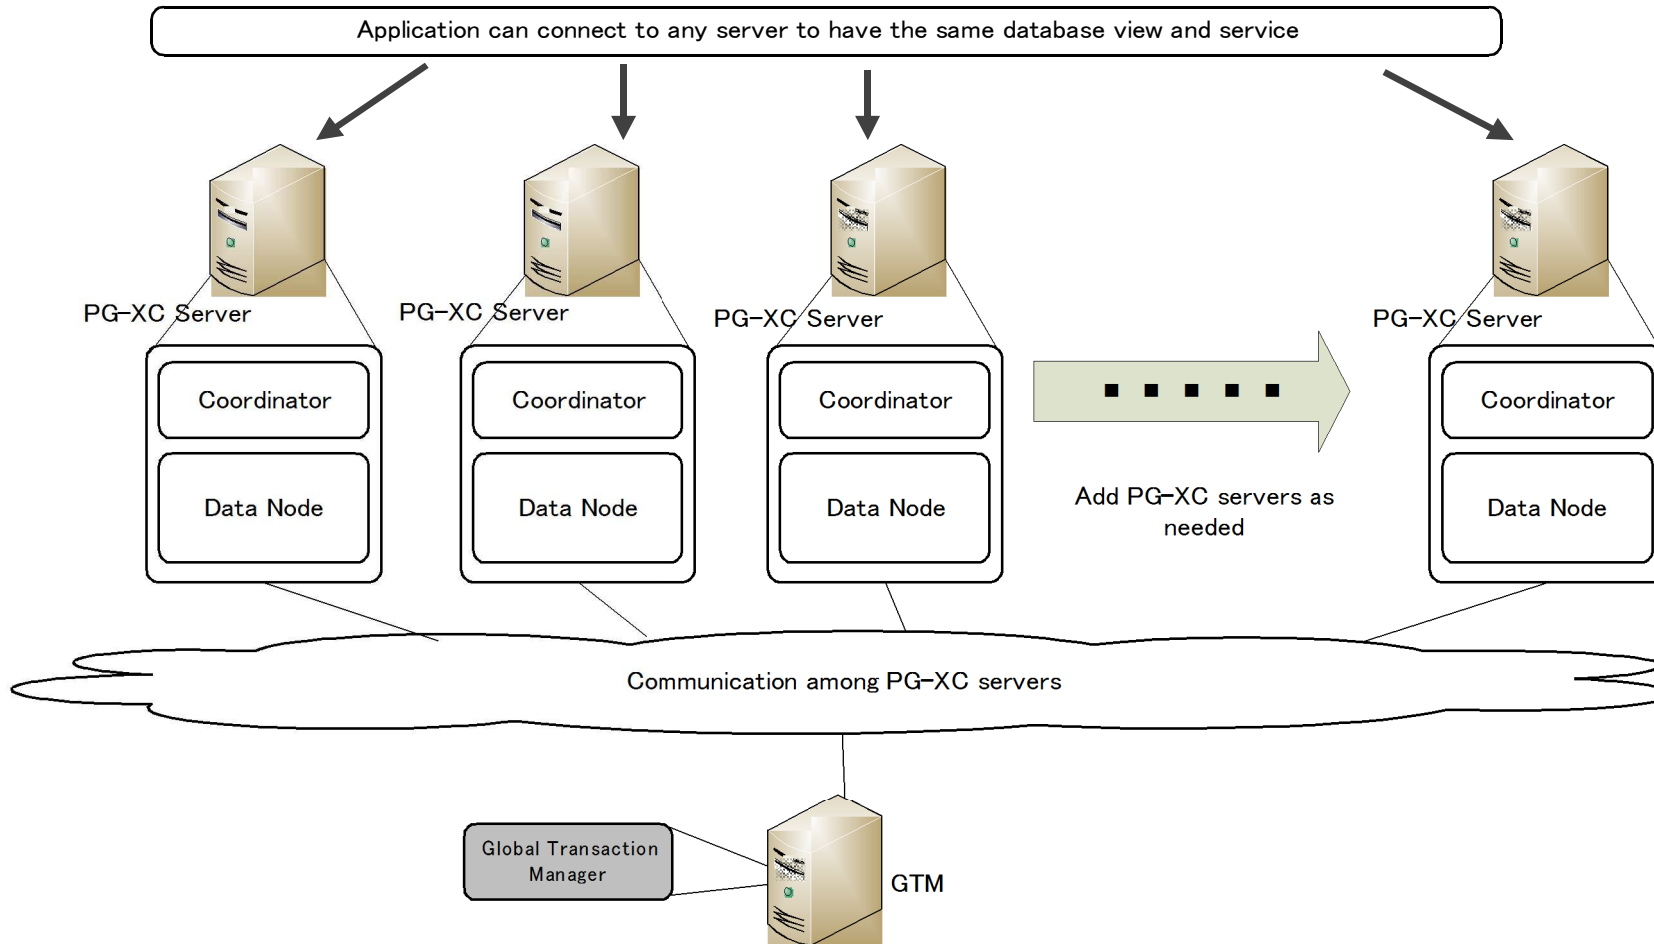 Application can connect to any server to have the same database view and service
PG-XC Server
PG-XC Server
PG-XC Server
PG-XC Server
Coordinator
Coordinator
Coordinator
Coordinator
Data Node
Data Node
Data Node
Data Node
Add PG-XC servers as
needed
Communication among PG-XC servers
Global Transaction
Manager
GTM